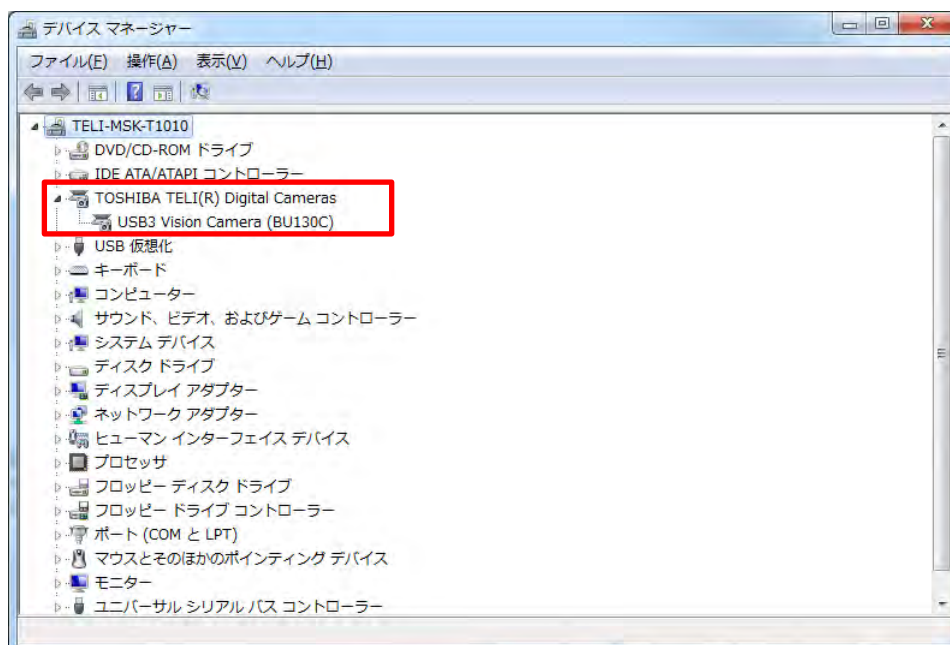 デバイス マネージャー
ファイル(F) 操作(A) 表示(V) ヘルプ(H)
TELI-MSK-T1010
DVD/CD-ROM ドライブ
IDE ATA/ATAPI コントローラー
TOSHIBA TELI(R) Digital Cameras
USB3 Vision Camera (BU130C)
USB 仮想化
キーボード
コンピューター
サウンド、ビデオ、およびゲーム コントローラー
システム デバイス
ディスク ドライブ
ディスプレイ アダプター
ネットワーク アダプター
ヒューマン インターフェイス デバイス
プロセッサ
フロッピー ディスク ドライブ
フロッピー ドライブ コントローラー
ポート (COM と LPT)
マウスとそのほかのポインティング デバイス
モニター
ユニバーサル シリアル バス コントローラー